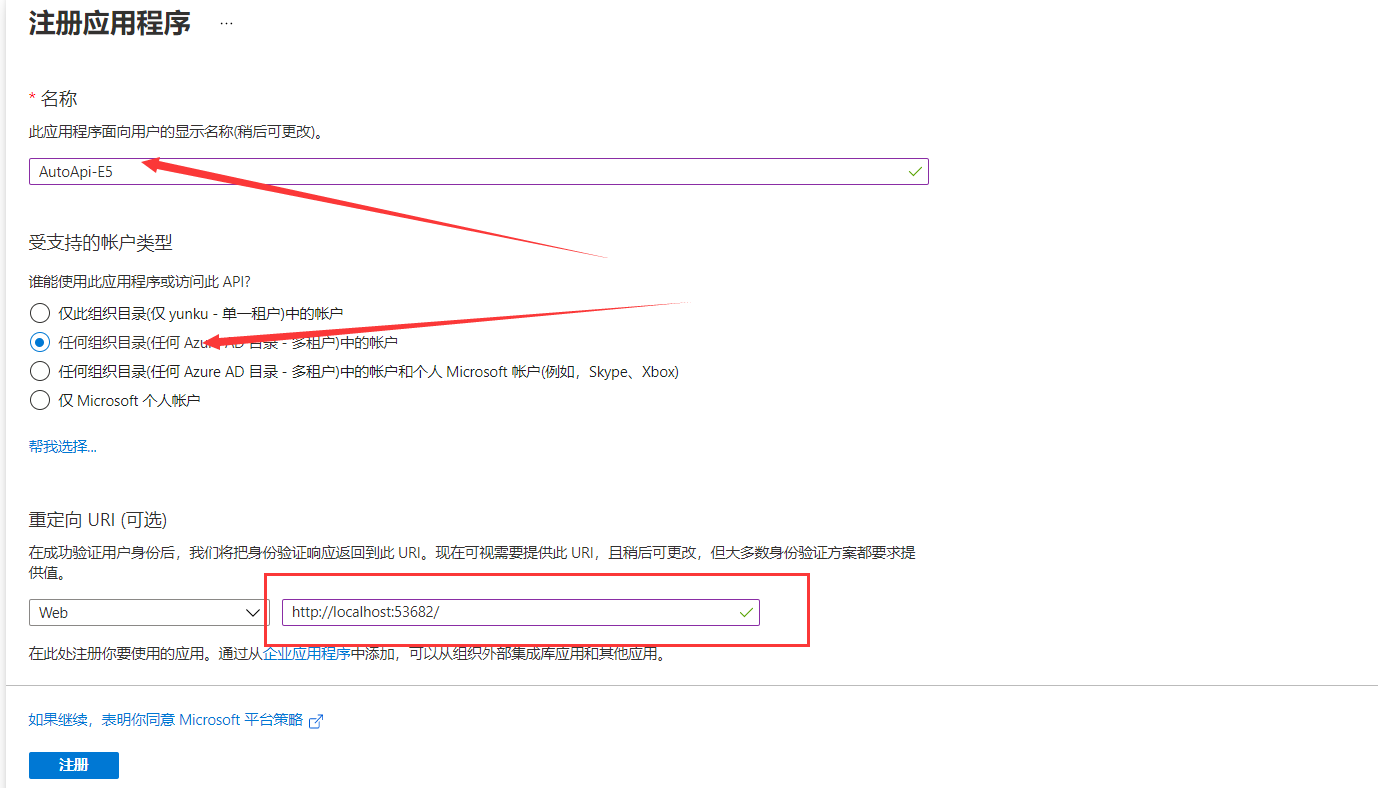 注册应用程序 ...
* 名称
此应用程序面向用户的显示名称(稍后可更改)。
AutoApi-E5
受支持的帐户类型
谁能使用此应用程序或访问此 API?
仅此组织目录(仅 yunku - 单一租户)中的帐户
任何组织目录(任何 Azure AD 目录 - 多租户)中的帐户
任何组织目录(任何 Azure AD 目录 - 多租户)中的帐户和个人 Microsoft 帐户(例如，Skype、Xbox)
仅 Microsoft 个人帐户
帮我选择...
重定向 URI (可选)
在成功验证用户身份后，我们将把身份验证响应返回到此 URI。现在可视需要提供此 URI，且稍后可更改，但大多数身份验证方案都要求提
供值。
Web http://localhost:53682/
在此处注册你要使用的应用。通过从企业应用程序中添加，可以从组织外部集成库应用和其他应用。
如果继续，表明你同意 Microsoft 平台策略
注册